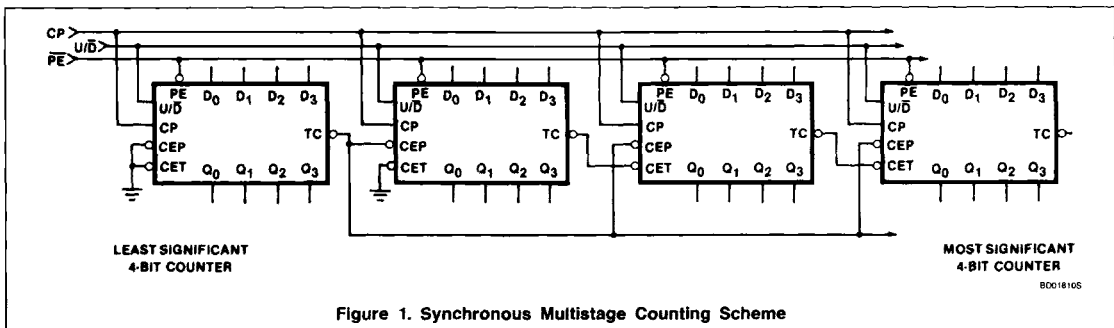 CP
U/D̅
P̅E̅
PE D0 D1 D2 D3
U/D̅
CP
CEP
CET
TC
Q0 Q1 Q2 Q3
PE D0 D1 D2 D3
U/D̅
CP
CEP
CET
TC
Q0 Q1 Q2 Q3
PE D0 D1 D2 D3
U/D̅
CP
CEP
CET
TC
Q0 Q1 Q2 Q3
PE D0 D1 D2 D3
U/D̅
CP
CEP
CET
TC
Q0 Q1 Q2 Q3
LEAST SIGNIFICANT
4-BIT COUNTER
MOST SIGNIFICANT
4-BIT COUNTER
BD01810S
Figure 1. Synchronous Multistage Counting Scheme